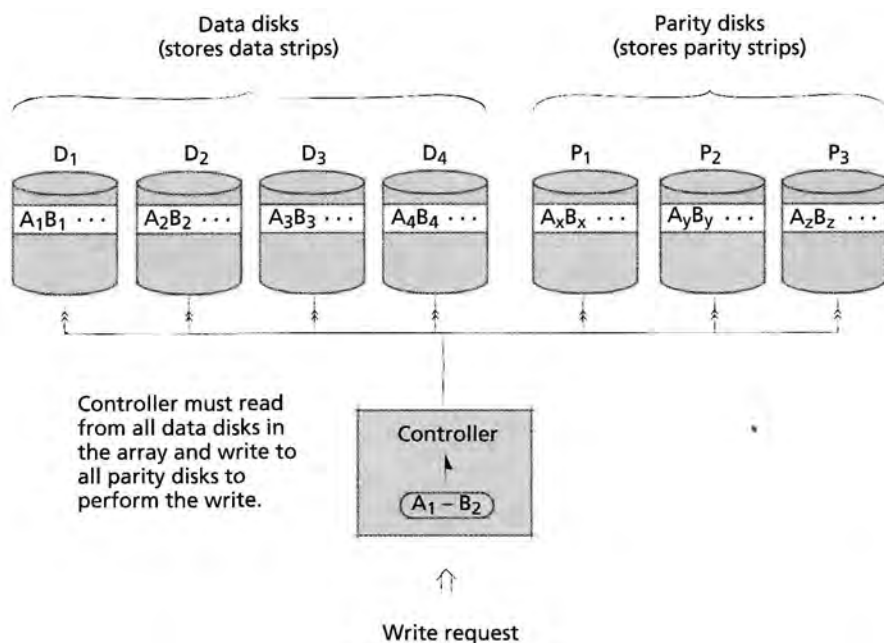 Data disks
(stores data strips)
Parity disks
(stores parity strips)
D₁ D₂ D₃ D₄ P₁ P₂ P₃
A₁B₁ ··· A₂B₂ ··· A₃B₃ ··· A₄B₄ ··· AₓBₓ ··· AyBy ··· AzBz ···
Controller must read
from all data disks in
the array and write to
all parity disks to
perform the write.
Controller
A₁ – B₂
Write request